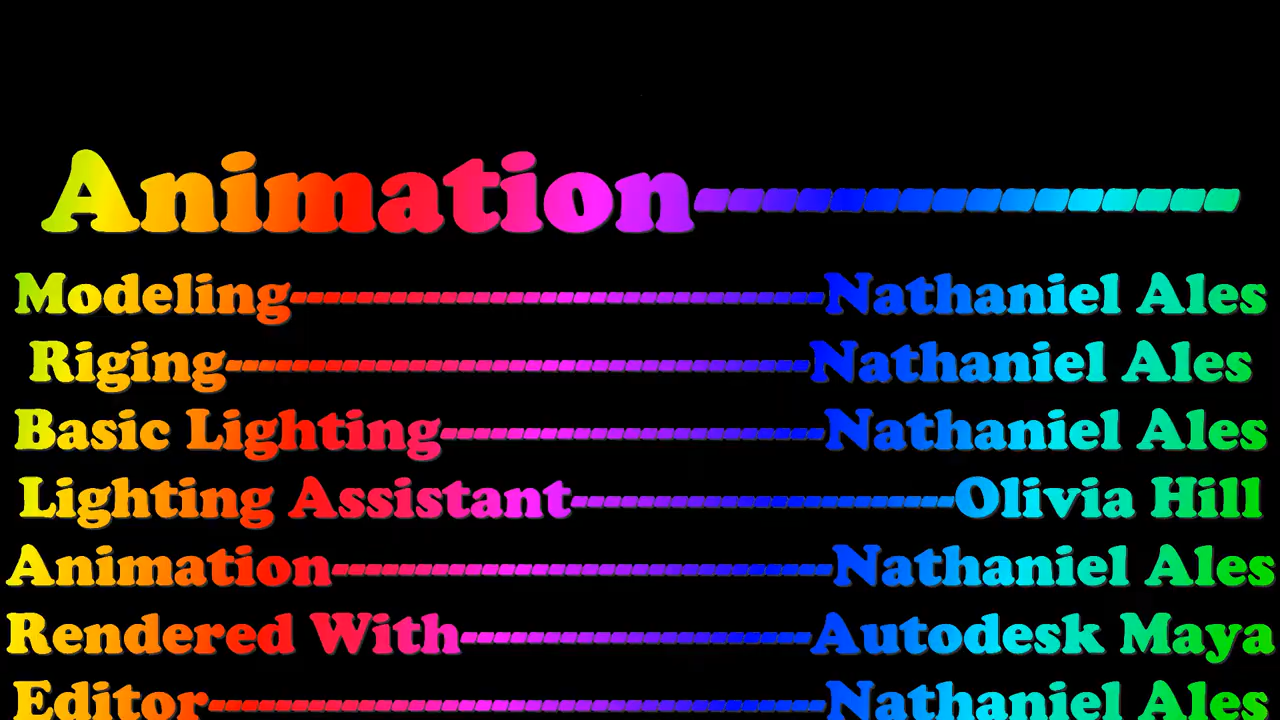 Animation----------------
Modeling--------------------------------Nathaniel Ales
Riging-----------------------------------Nathaniel Ales
Basic Lighting-----------------------Nathaniel Ales
Lighting Assistant-----------------------Olivia Hill
Animation------------------------------Nathaniel Ales
Rendered With---------------------Autodesk Maya
Editor-------------------------------------Nathaniel Ales